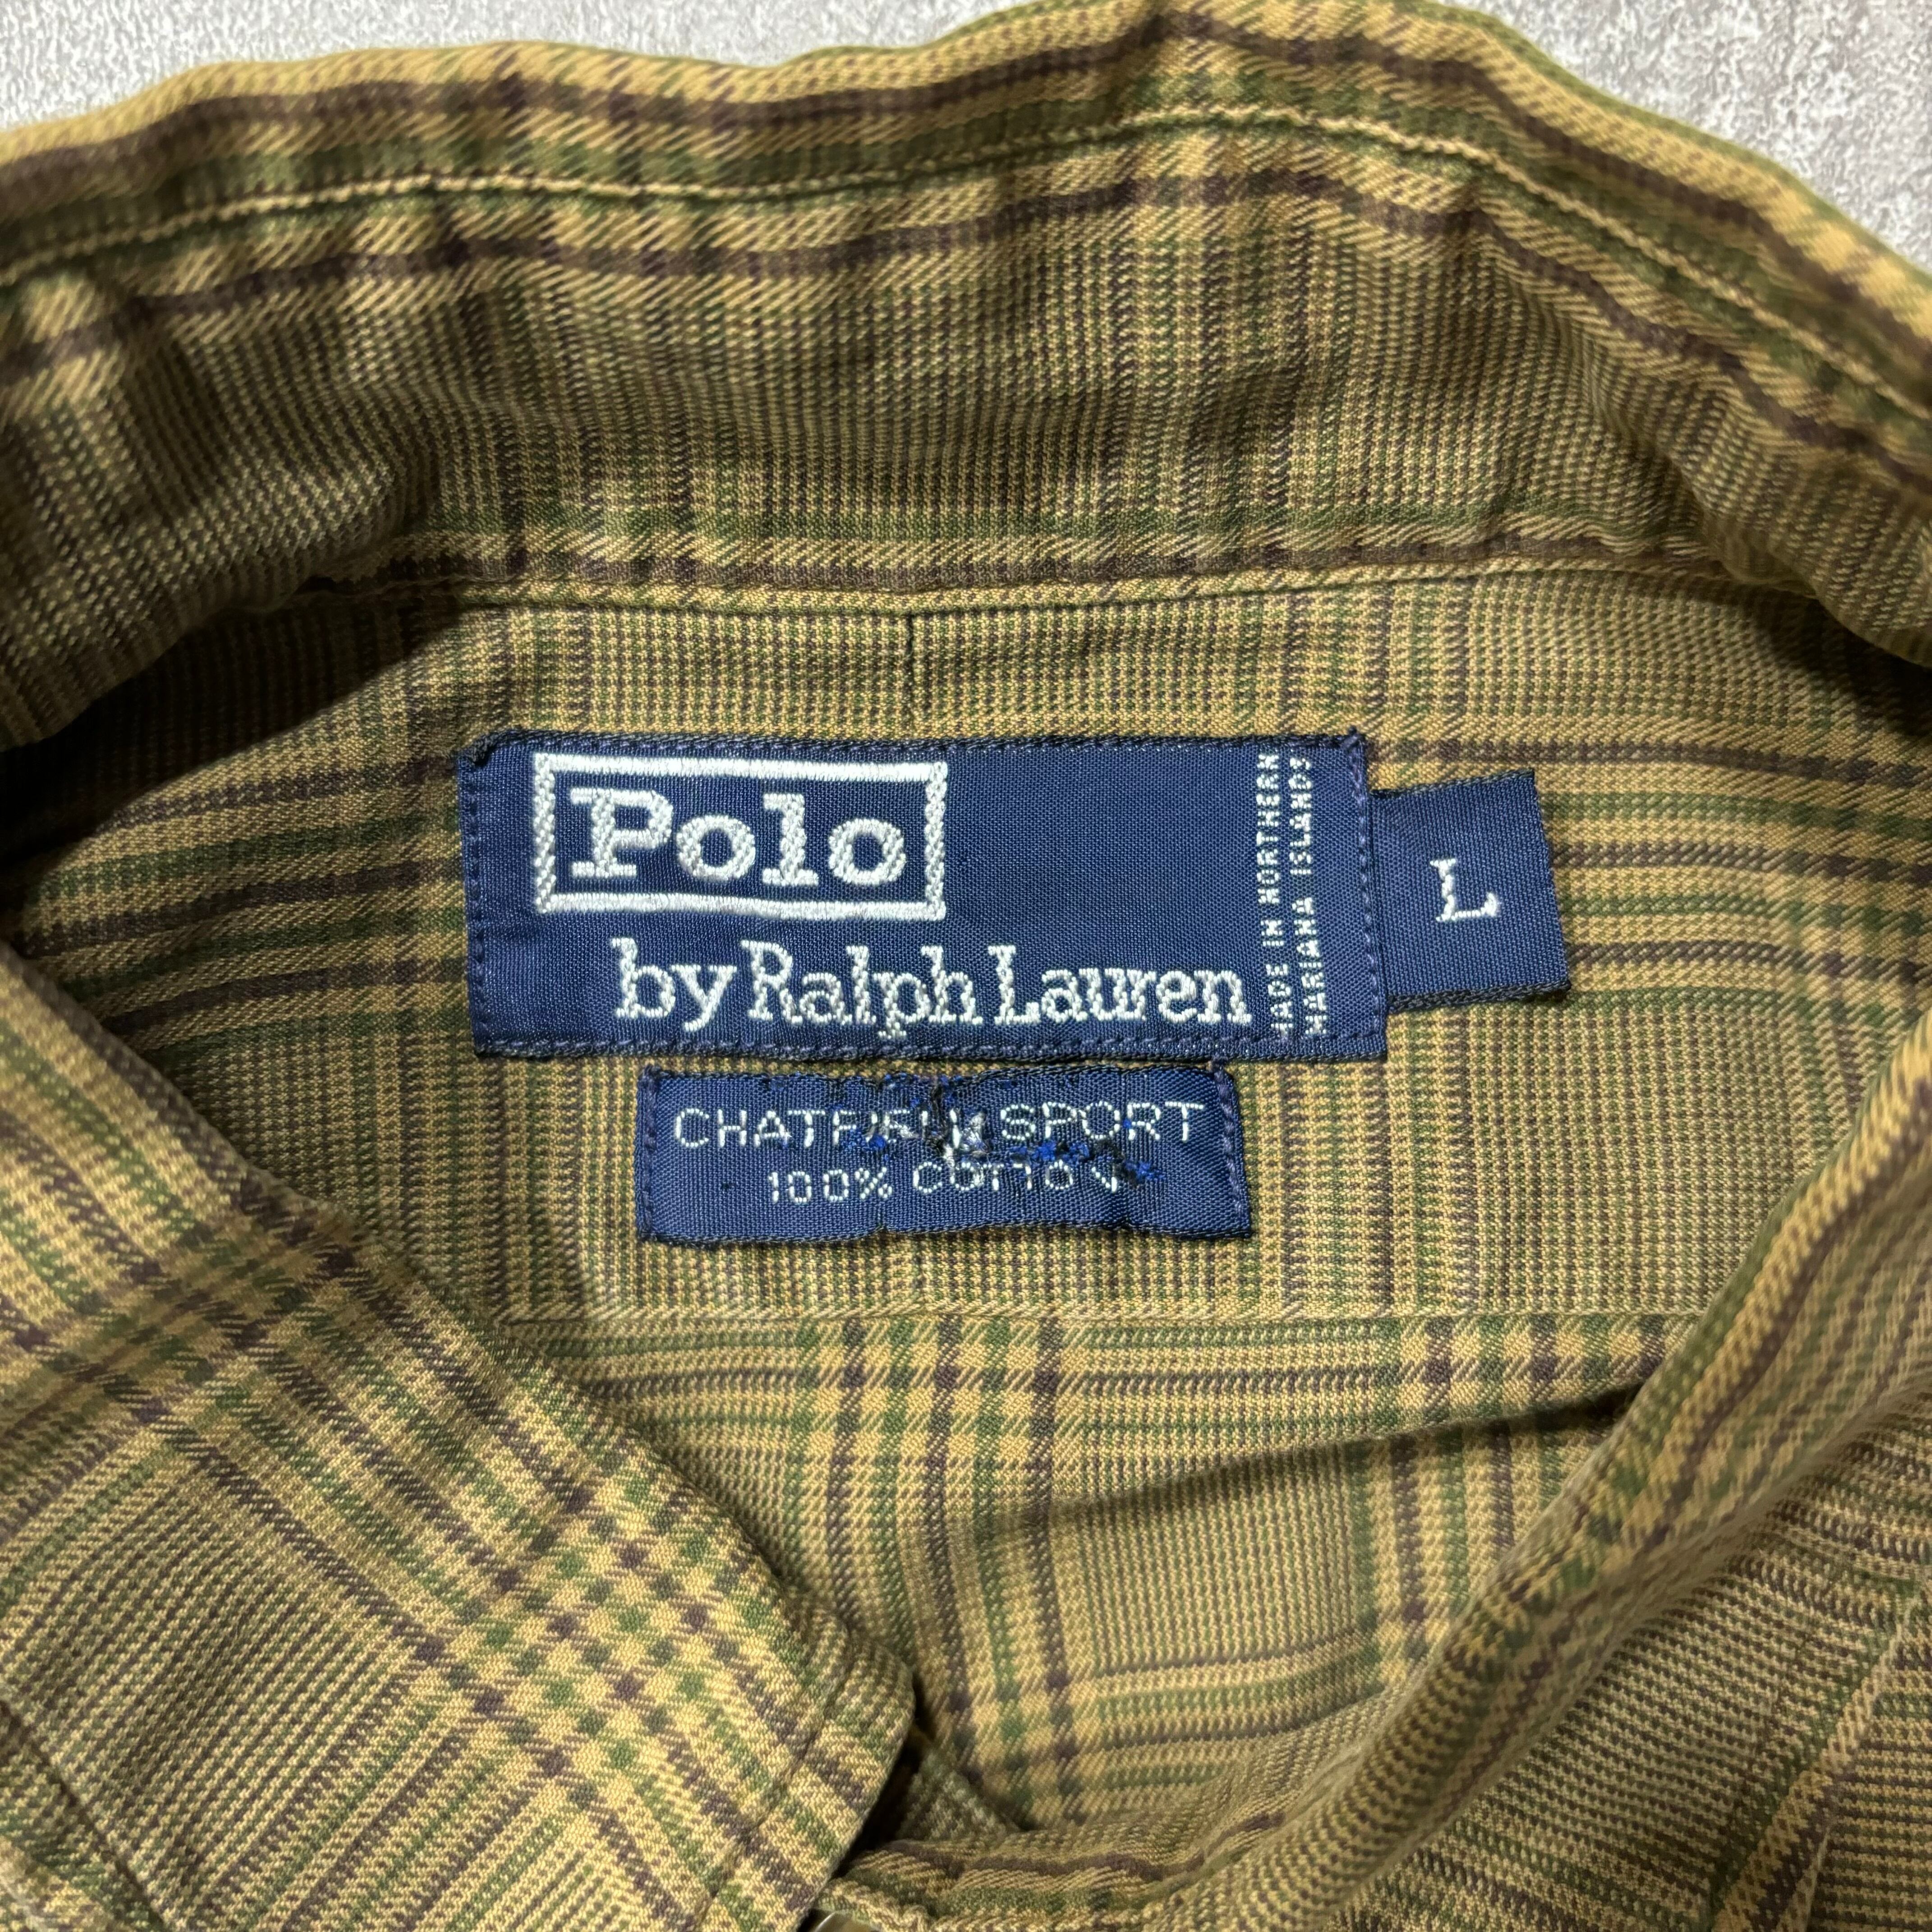 Polo
by Ralph Lauren
MADE IN NORTHERN
MARIANA ISLANDS
L
SPORT
100% COTTON